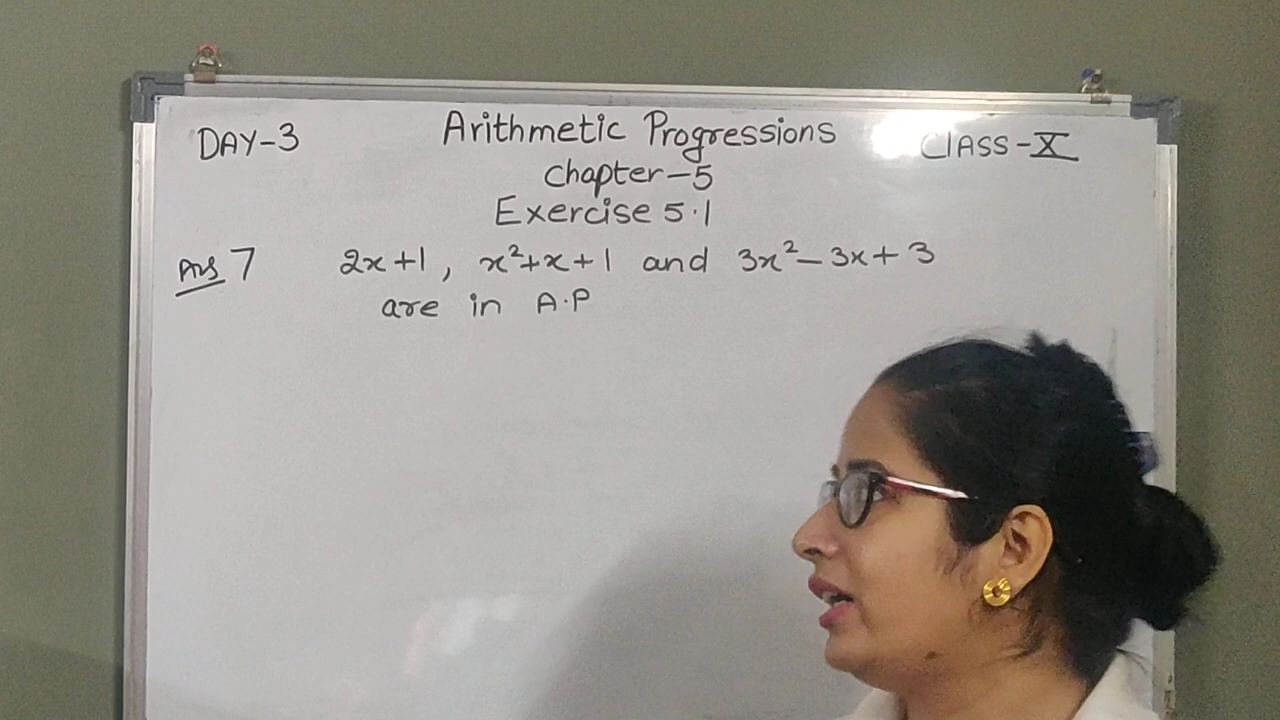 DAY-3 Arithmetic Progressions CLASS-X
Chapter-5
Exercise 5.1
Ans 7 2x+1, x²+x+1 and 3x²-3x+3
are in A.P